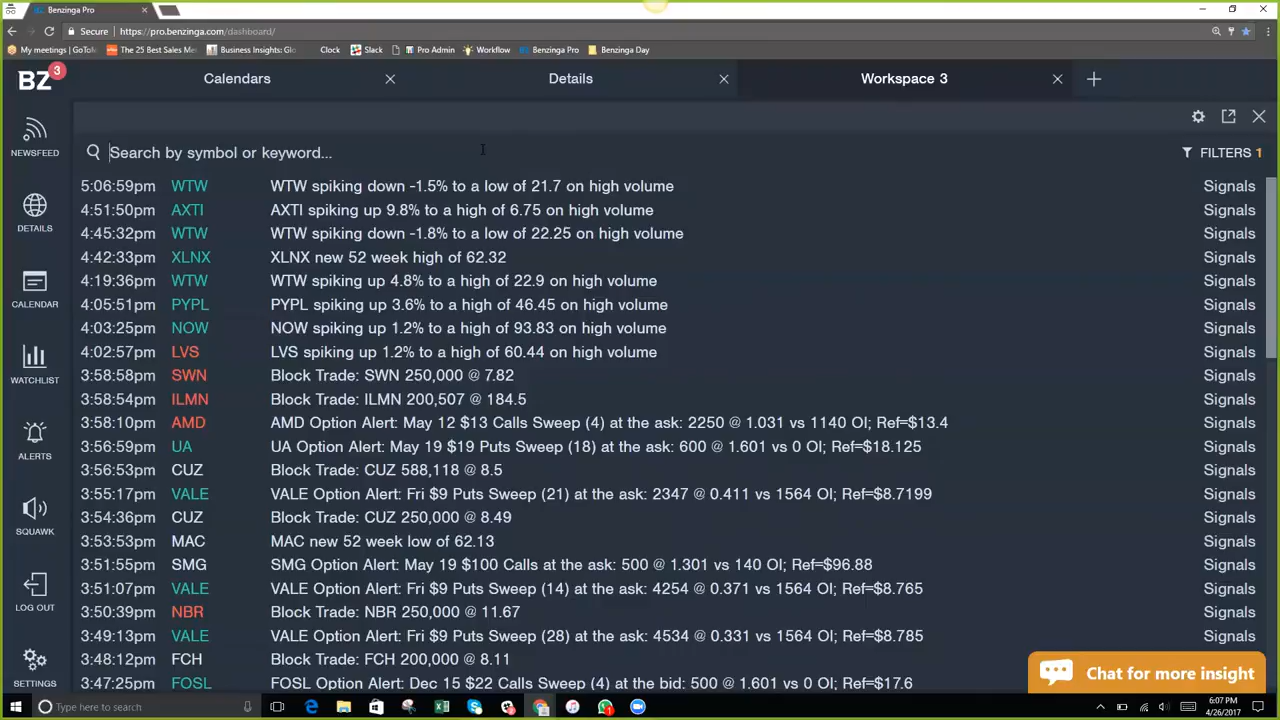 Benzinga Pro
Secure | https://pro.benzinga.com/dashboard/
My meetings | GoToM
The 25 Best Sales Me
Business Insights: Glo
Clock
Slack
Pro Admin
Workflow
Benzinga Pro
Benzinga Day
BZ 3
Calendars
Details
Workspace 3
NEWSFEED
DETAILS
CALENDAR
WATCHLIST
ALERTS
SQUAWK
LOG OUT
SETTINGS
Search by symbol or keyword...
FILTERS 1
5:06:59pm WTW WTW spiking down -1.5% to a low of 21.7 on high volume Signals
4:51:50pm AXTI AXTI spiking up 9.8% to a high of 6.75 on high volume Signals
4:45:32pm WTW WTW spiking down -1.8% to a low of 22.25 on high volume Signals
4:42:33pm XLNX XLNX new 52 week high of 62.32 Signals
4:19:36pm WTW WTW spiking up 4.8% to a high of 22.9 on high volume Signals
4:05:51pm PYPL PYPL spiking up 3.6% to a high of 46.45 on high volume Signals
4:03:25pm NOW NOW spiking up 1.2% to a high of 93.83 on high volume Signals
4:02:57pm LVS LVS spiking up 1.2% to a high of 60.44 on high volume Signals
3:58:58pm SWN Block Trade: SWN 250,000 @ 7.82 Signals
3:58:54pm ILMN Block Trade: ILMN 200,507 @ 184.5 Signals
3:58:10pm AMD AMD Option Alert: May 12 $13 Calls Sweep (4) at the ask: 2250 @ 1.031 vs 1140 OI; Ref=$13.4 Signals
3:56:59pm UA UA Option Alert: May 19 $19 Puts Sweep (18) at the ask: 600 @ 1.601 vs 0 OI; Ref=$18.125 Signals
3:56:53pm CUZ Block Trade: CUZ 588,118 @ 8.5 Signals
3:55:17pm VALE VALE Option Alert: Fri $9 Puts Sweep (21) at the ask: 2347 @ 0.411 vs 1564 OI; Ref=$8.7199 Signals
3:54:36pm CUZ Block Trade: CUZ 250,000 @ 8.49 Signals
3:53:53pm MAC MAC new 52 week low of 62.13 Signals
3:51:55pm SMG SMG Option Alert: May 19 $100 Calls Sweep (4) at the ask: 500 @ 1.301 vs 140 OI; Ref=$96.88 Signals
3:51:07pm VALE VALE Option Alert: Fri $9 Puts Sweep (14) at the ask: 4254 @ 0.371 vs 1564 OI; Ref=$8.765 Signals
3:50:39pm NBR Block Trade: NBR 250,000 @ 11.67 Signals
3:49:13pm VALE VALE Option Alert: Fri $9 Puts Sweep (28) at the ask: 4534 @ 0.331 vs 1564 OI; Ref=$8.785 Signals
3:48:12pm FCH Block Trade: FCH 200,000 @ 8.11
3:47:25pm FOSL FOSL Option Alert: Dec 15 $22 Calls Sweep (4) at the bid: 500 @ 1.601 vs 0 OI; Ref=$17.6
Chat for more insight
Type here to search
6:07 PM
4/26/2017